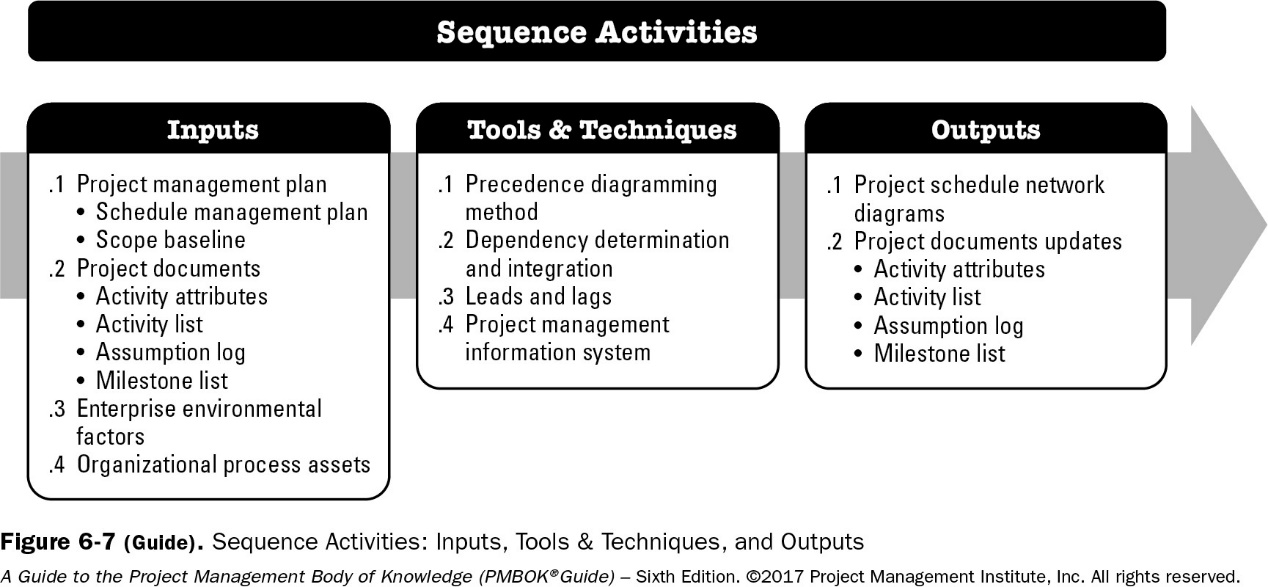 Sequence Activities
Inputs
.1 Project management plan
• Schedule management plan
• Scope baseline
.2 Project documents
• Activity attributes
• Activity list
• Assumption log
• Milestone list
.3 Enterprise environmental
factors
.4 Organizational process assets
Tools & Techniques
.1 Precedence diagramming
method
.2 Dependency determination
and integration
.3 Leads and lags
.4 Project management
information system
Outputs
.1 Project schedule network
diagrams
.2 Project documents updates
• Activity attributes
• Activity list
• Assumption log
• Milestone list
Figure 6-7 (Guide). Sequence Activities: Inputs, Tools & Techniques, and Outputs
A Guide to the Project Management Body of Knowledge (PMBOK® Guide) – Sixth Edition. ©2017 Project Management Institute, Inc. All rights reserved.